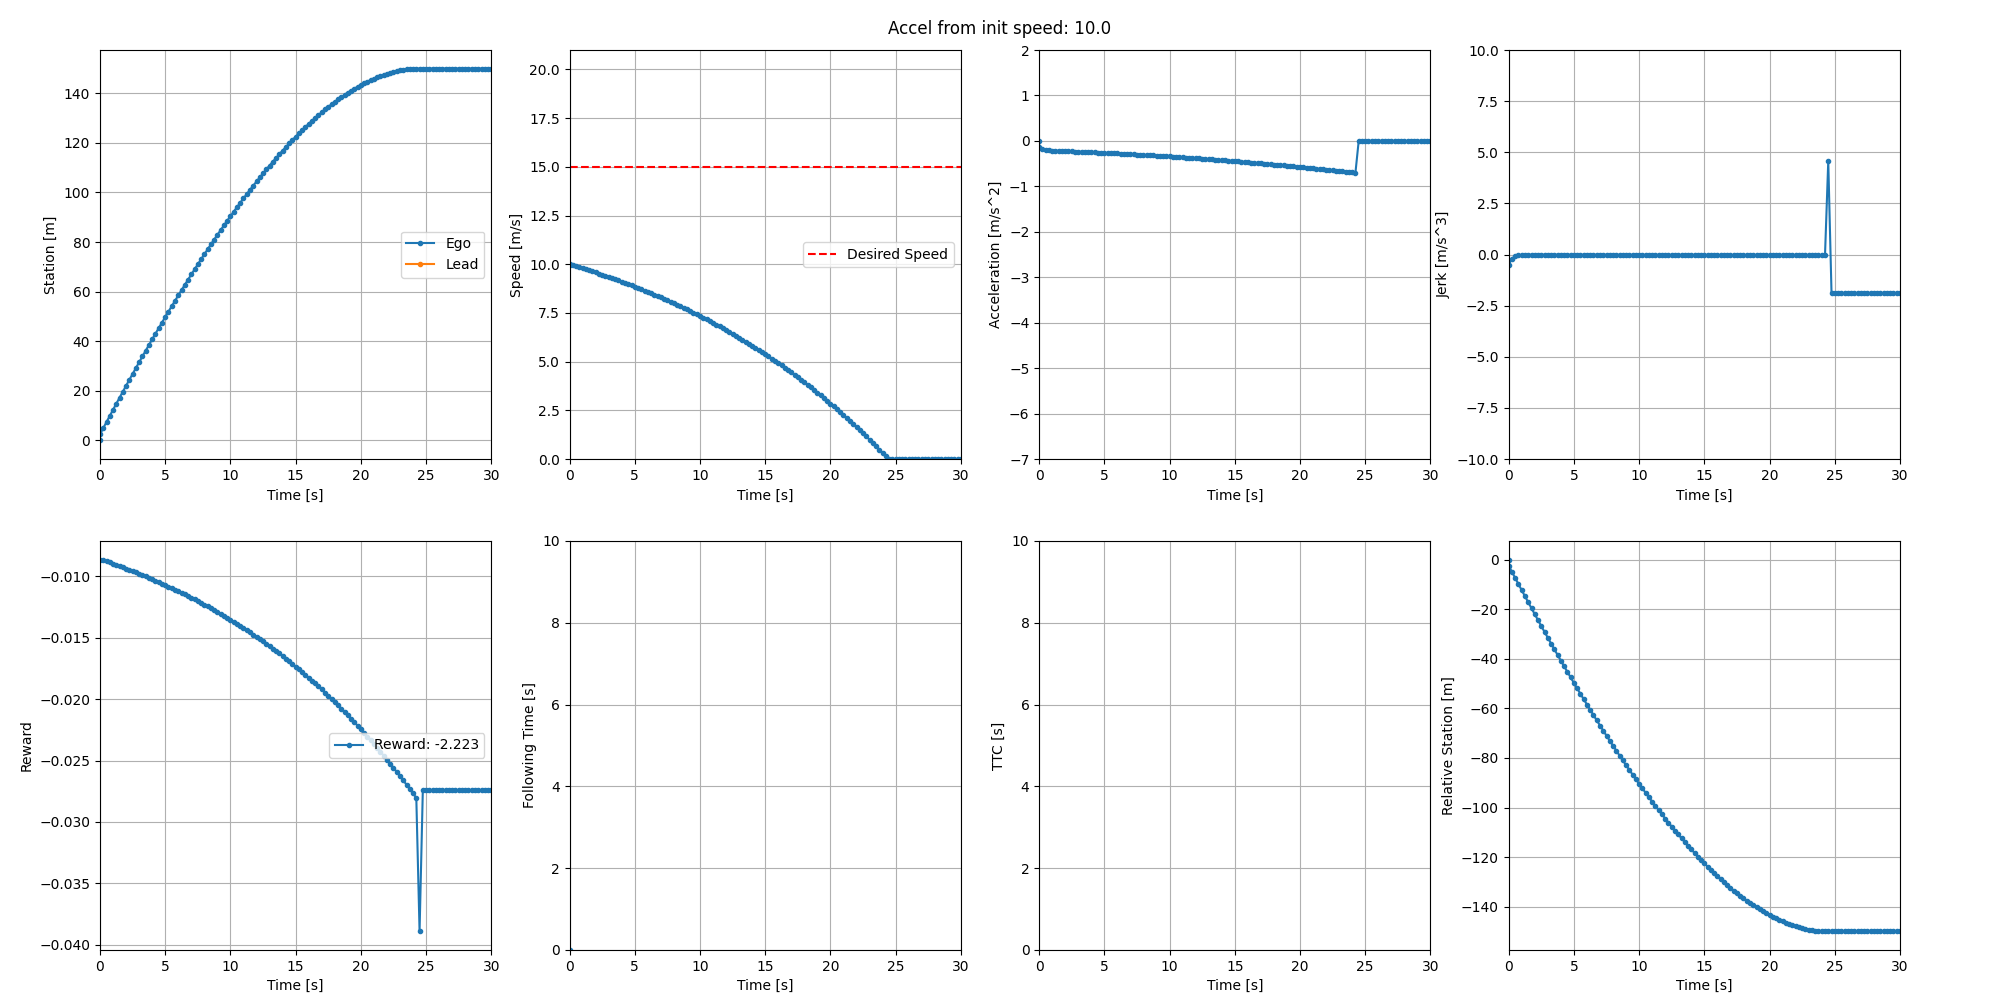 Accel from init speed: 10.0
Station [m]
140
120
100
80
60
40
20
0
Ego
Lead
0 5 10 15 20 25 30
Time [s]
Speed [m/s]
20.0
17.5
15.0
12.5
10.0
7.5
5.0
2.5
0.0
Desired Speed
0 5 10 15 20 25 30
Time [s]
Acceleration [m/s^2]
2
1
0
−1
−2
−3
−4
−5
−6
−7
0 5 10 15 20 25 30
Time [s]
Jerk [m/s^3]
10.0
7.5
5.0
2.5
0.0
−2.5
−5.0
−7.5
−10.0
0 5 10 15 20 25 30
Time [s]
Reward
−0.010
−0.015
−0.020
−0.025
−0.030
−0.035
−0.040
Reward: -2.223
0 5 10 15 20 25 30
Time [s]
Following Time [s]
10
8
6
4
2
0
0 5 10 15 20 25 30
Time [s]
TTC [s]
10
8
6
4
2
0
0 5 10 15 20 25 30
Time [s]
Relative Station [m]
0
−20
−40
−60
−80
−100
−120
−140
0 5 10 15 20 25 30
Time [s]